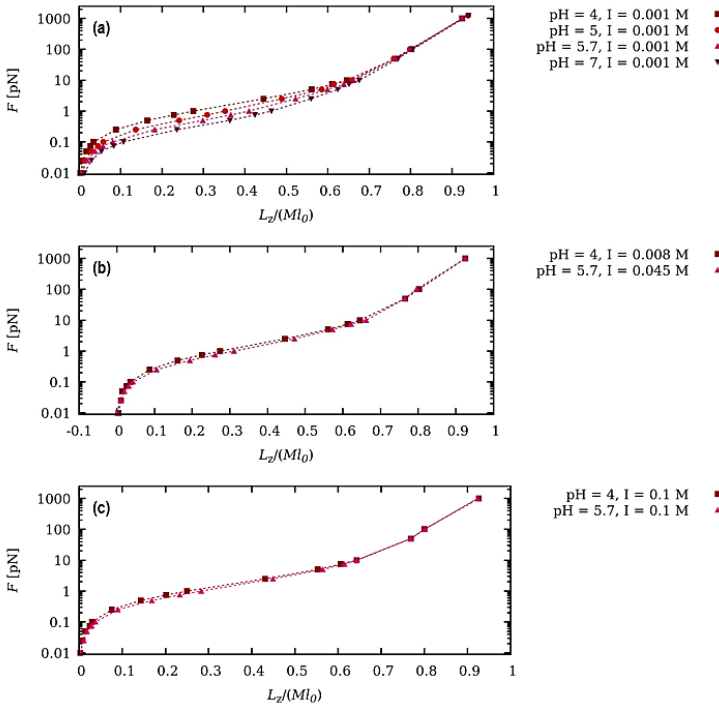 (a)
pH = 4, I = 0.001 M
pH = 5, I = 0.001 M
pH = 5.7, I = 0.001 M
pH = 7, I = 0.001 M
F [pN]
1000
100
10
1
0.1
0.01
0 0.1 0.2 0.3 0.4 0.5 0.6 0.7 0.8 0.9 1
Lz/(Ml0)
(b)
pH = 4, I = 0.008 M
pH = 5.7, I = 0.045 M
F [pN]
1000
100
10
1
0.1
0.01
-0.1 0 0.1 0.2 0.3 0.4 0.5 0.6 0.7 0.8 0.9 1
Lz/(Ml0)
(c)
pH = 4, I = 0.1 M
pH = 5.7, I = 0.1 M
F [pN]
1000
100
10
1
0.1
0.01
0 0.1 0.2 0.3 0.4 0.5 0.6 0.7 0.8 0.9 1
Lz/(Ml0)